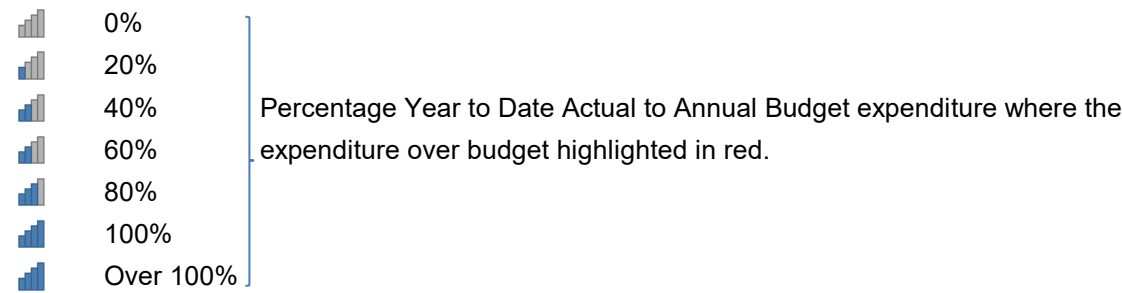 0%
20%
40%
60%
80%
100%
Over 100%
Percentage Year to Date Actual to Annual Budget expenditure where the
expenditure over budget highlighted in red.